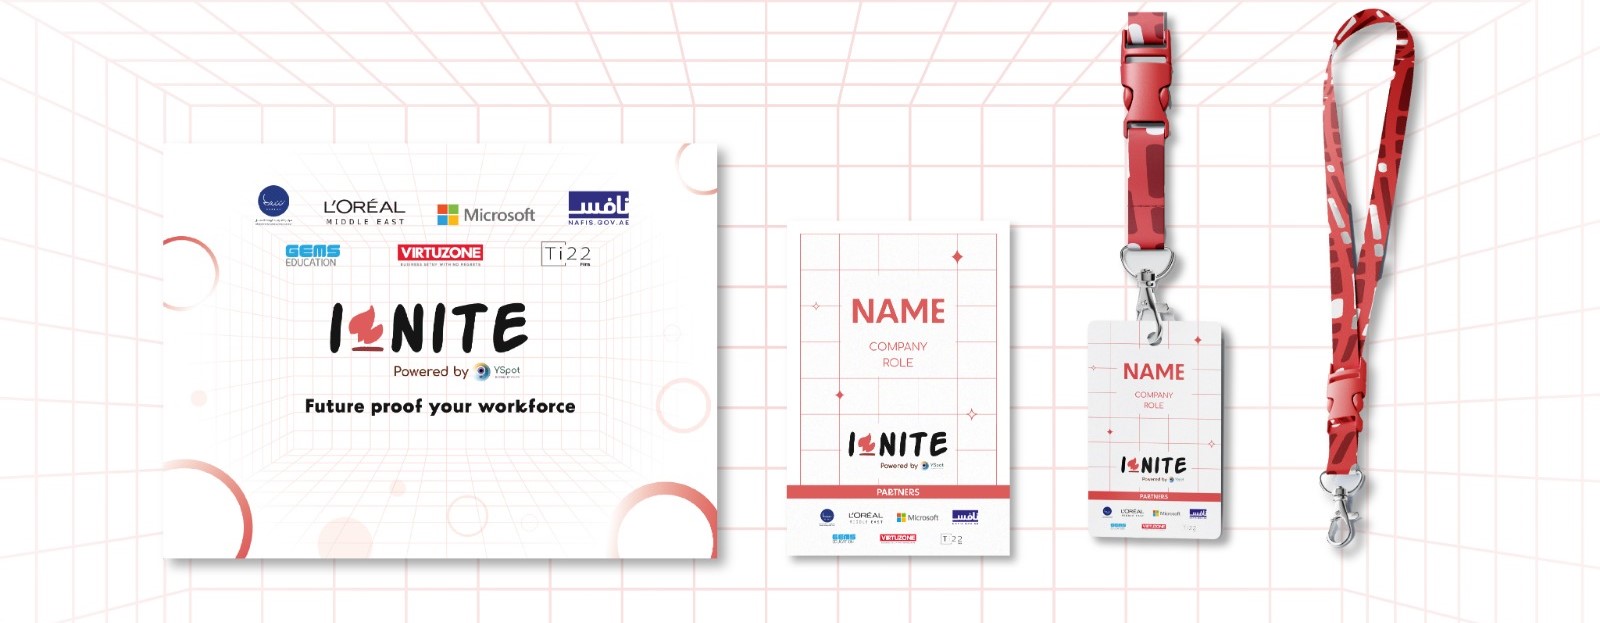 L'ORÉAL
MIDDLE EAST
Microsoft
نافس
NAFIS.GOV.AE
GEMS
EDUCATION
VIRTUZONE
Ti22
IGNITE
Powered by YSpot
Future proof your workforce
NAME
COMPANY
ROLE
IGNITE
Powered by YSpot
PARTNERS
L'ORÉAL
MIDDLE EAST
Microsoft
نافس
GEMS
EDUCATION
VIRTUZONE
Ti22
NAME
COMPANY
ROLE
IGNITE
Powered by
PARTNERS
L'ORÉAL
Microsoft
نافس
GEMS
VIRTUZONE